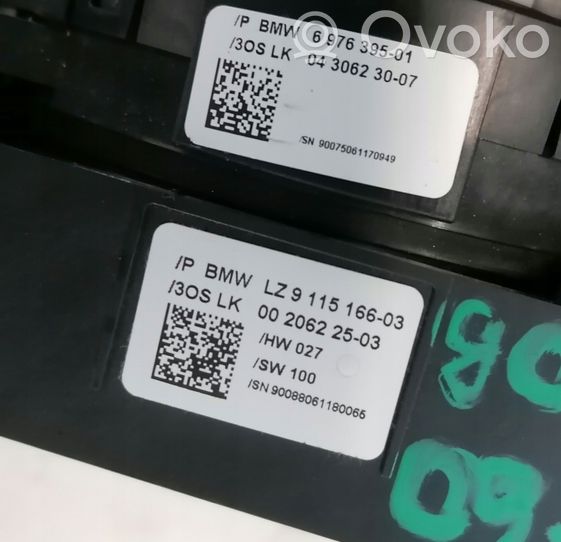 /P BMW 6 976 395-01
/3OS LK 04 3062 30-07
/SN 90075061170949
Ovoko
/P BMW LZ 9 115 166-03
/3OS LK 00 2062 25-03
/HW 027
/SW 100
/SN 90088061180065